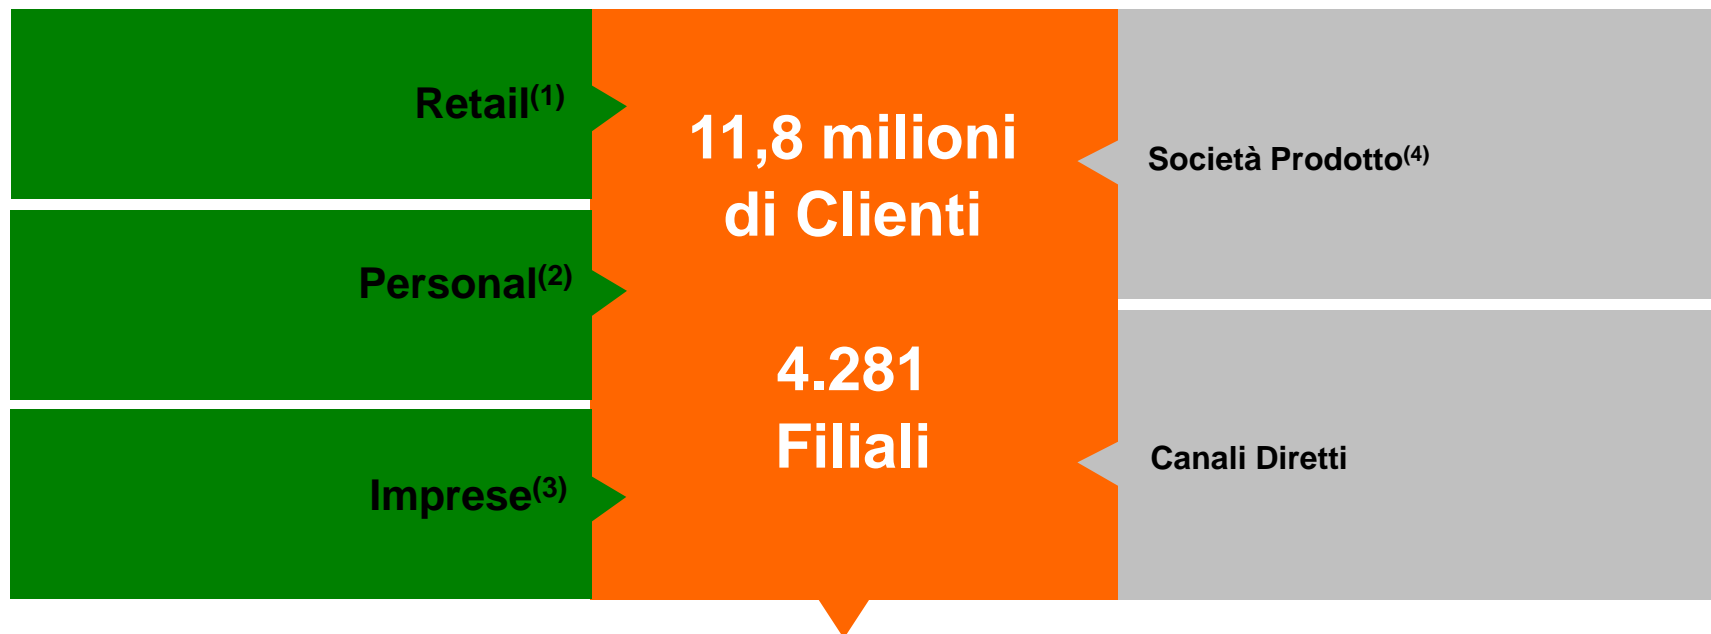 Retail(1)
Personal(2)
Imprese(3)
11,8 milioni
di Clienti
4.281
Filiali
Società Prodotto(4)
Canali Diretti